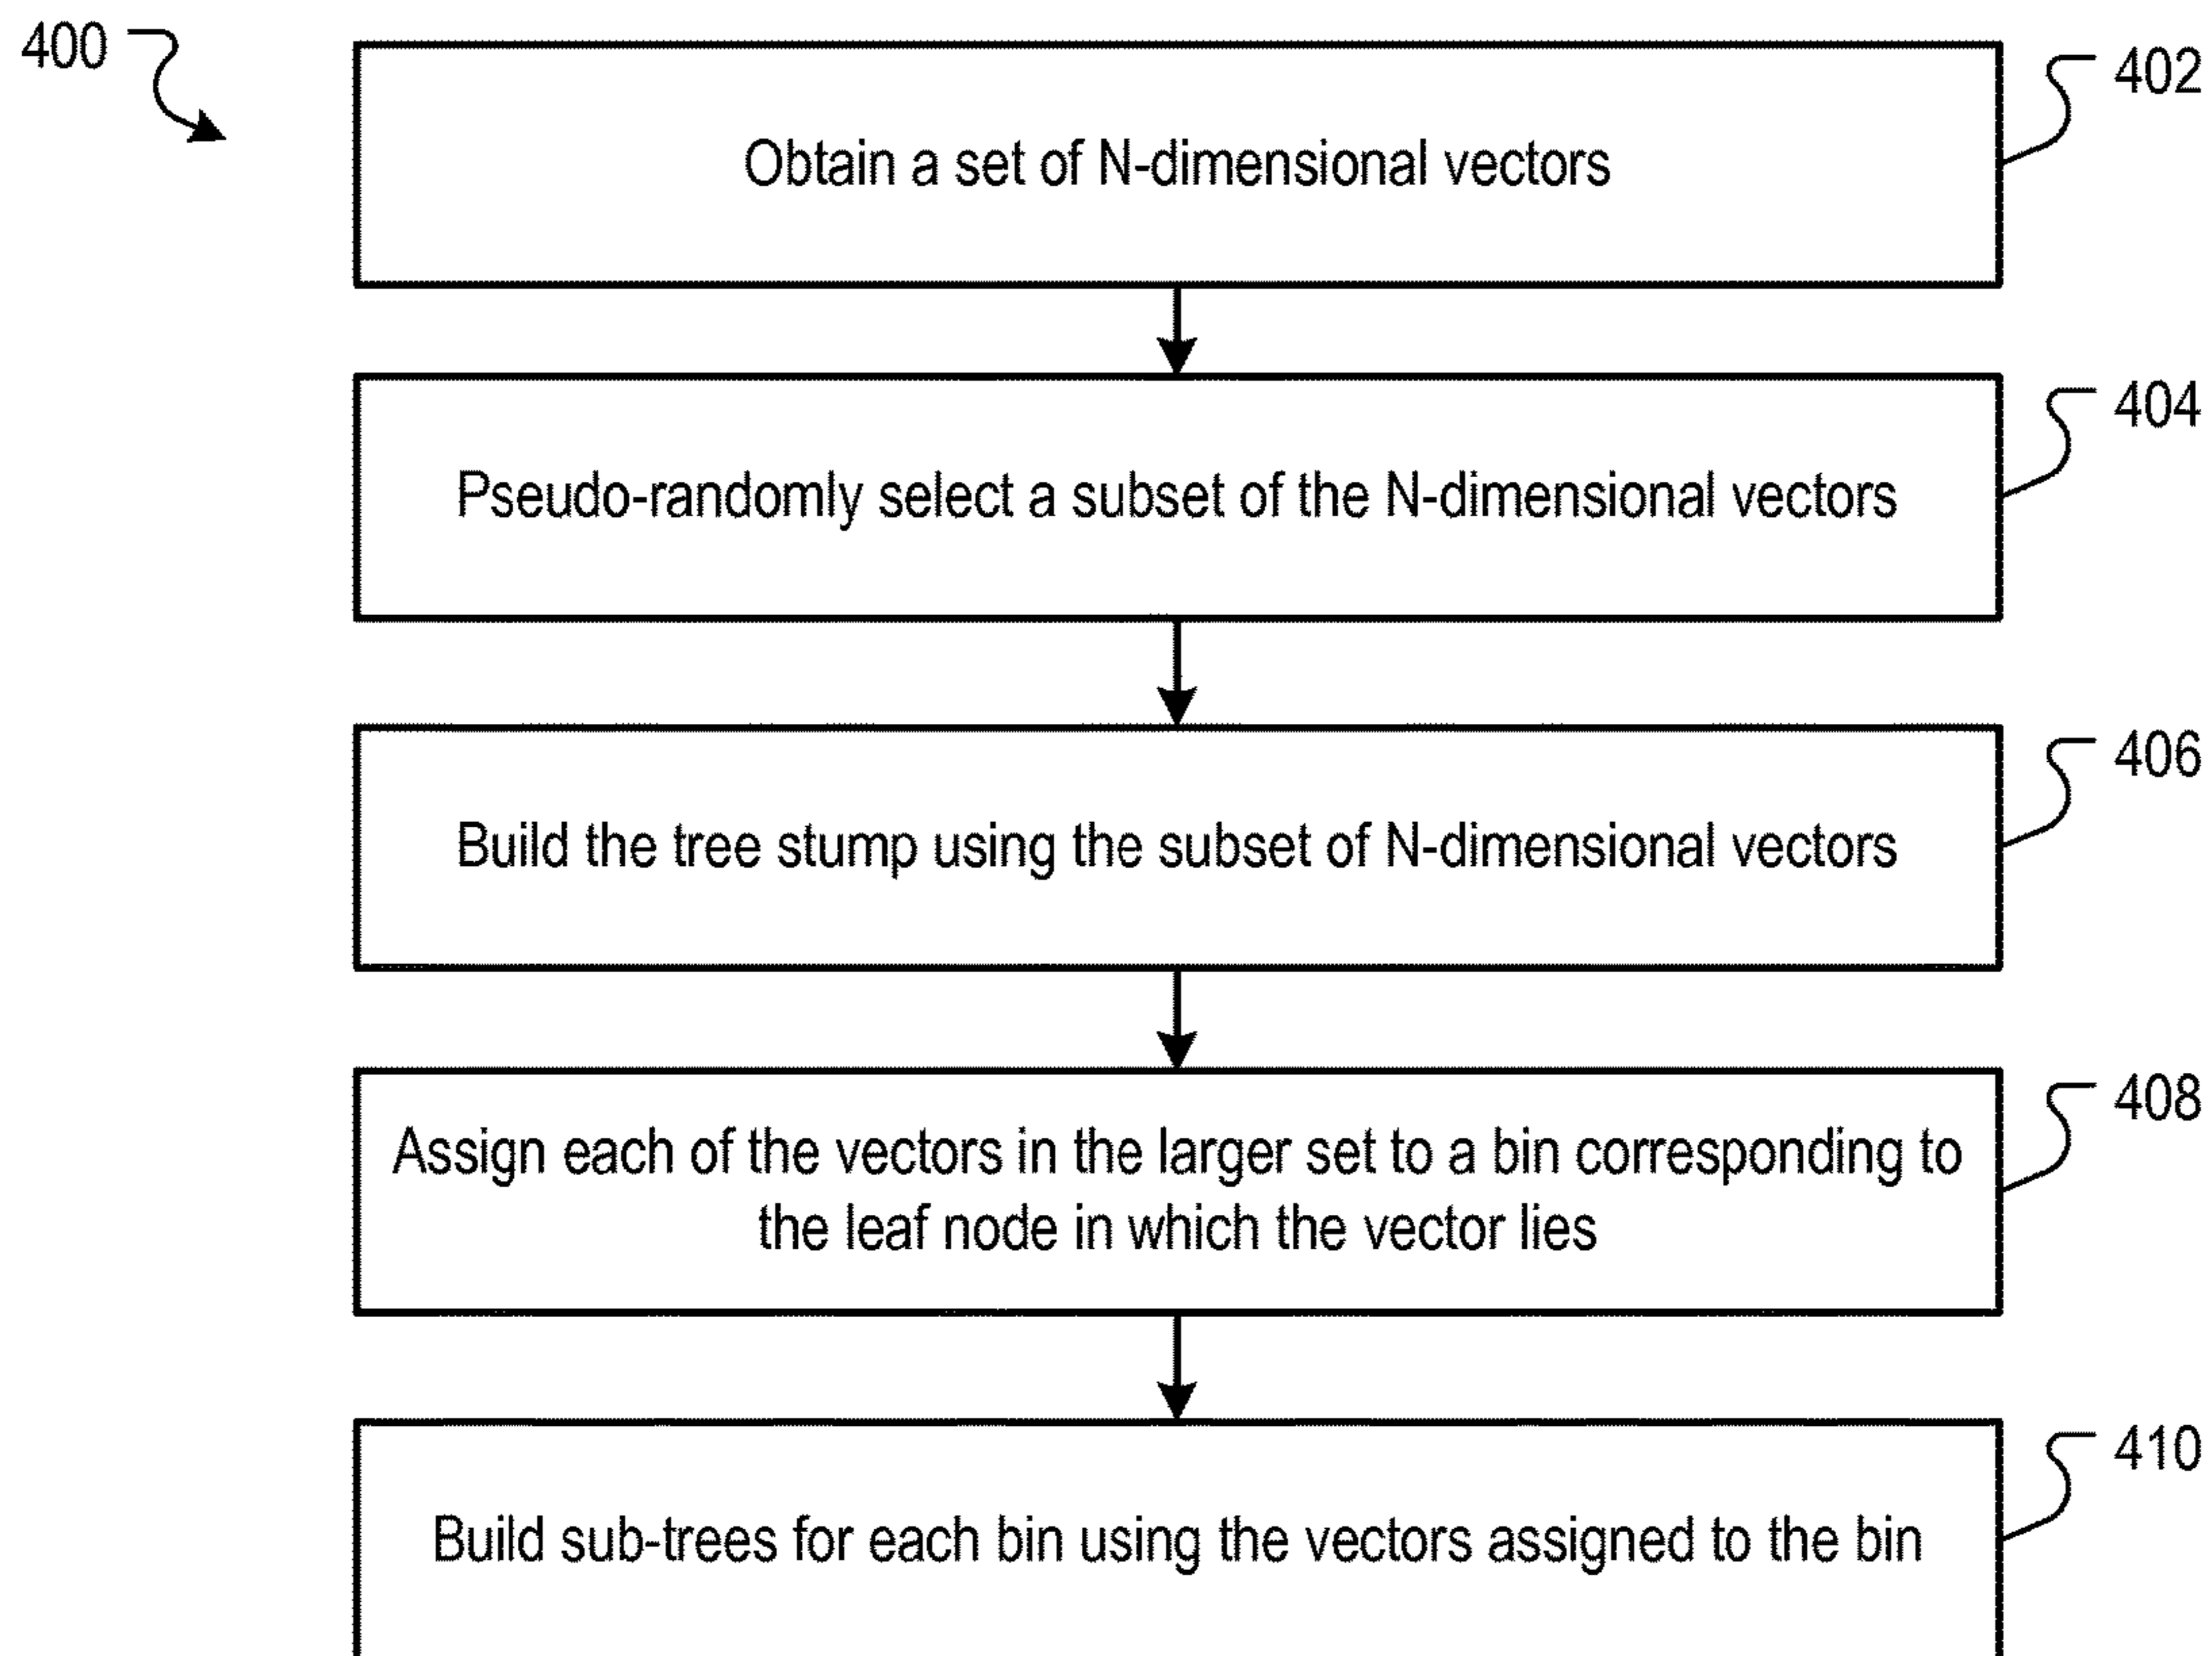 400
402
Obtain a set of N-dimensional vectors
404
Pseudo-randomly select a subset of the N-dimensional vectors
406
Build the tree stump using the subset of N-dimensional vectors
408
Assign each of the vectors in the larger set to a bin corresponding to
the leaf node in which the vector lies
410
Build sub-trees for each bin using the vectors assigned to the bin